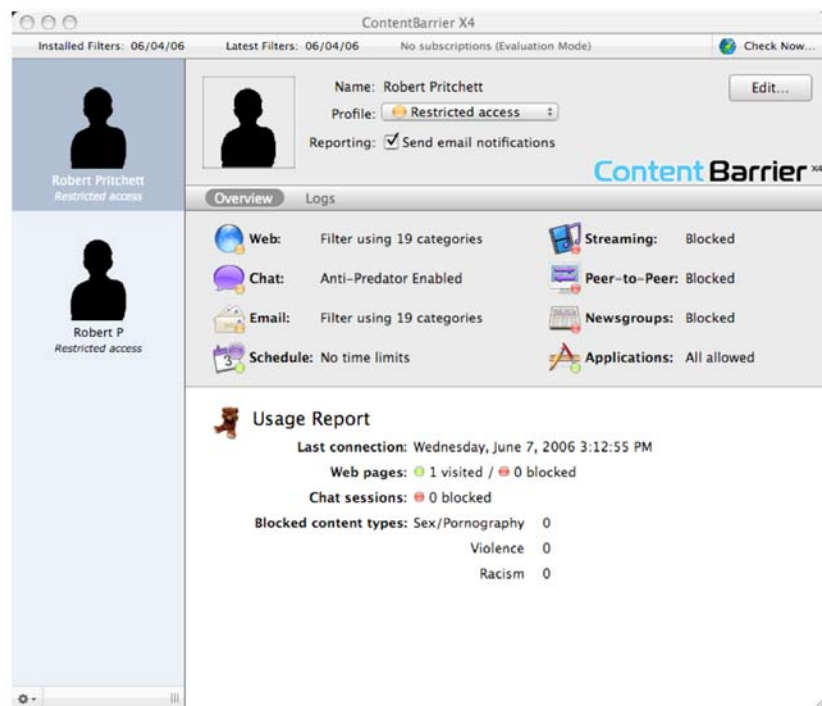 ContentBarrier X4
Installed Filters: 06/04/06 Latest Filters: 06/04/06 No subscriptions (Evaluation Mode) Check Now...
Robert Pritchett
Restricted access
Robert P
Restricted access
Name: Robert Pritchett Edit...
Profile: Restricted access
Reporting: Send email notifications
ContentBarrier X4
Overview Logs
Web: Filter using 19 categories Streaming: Blocked
Chat: Anti-Predator Enabled Peer-to-Peer: Blocked
Email: Filter using 19 categories Newsgroups: Blocked
3 Schedule: No time limits Applications: All allowed
Usage Report
Last connection: Wednesday, June 7, 2006 3:12:55 PM
Web pages: 1 visited / 0 blocked
Chat sessions: 0 blocked
Blocked content types: Sex/Pornography 0
Violence 0
Racism 0